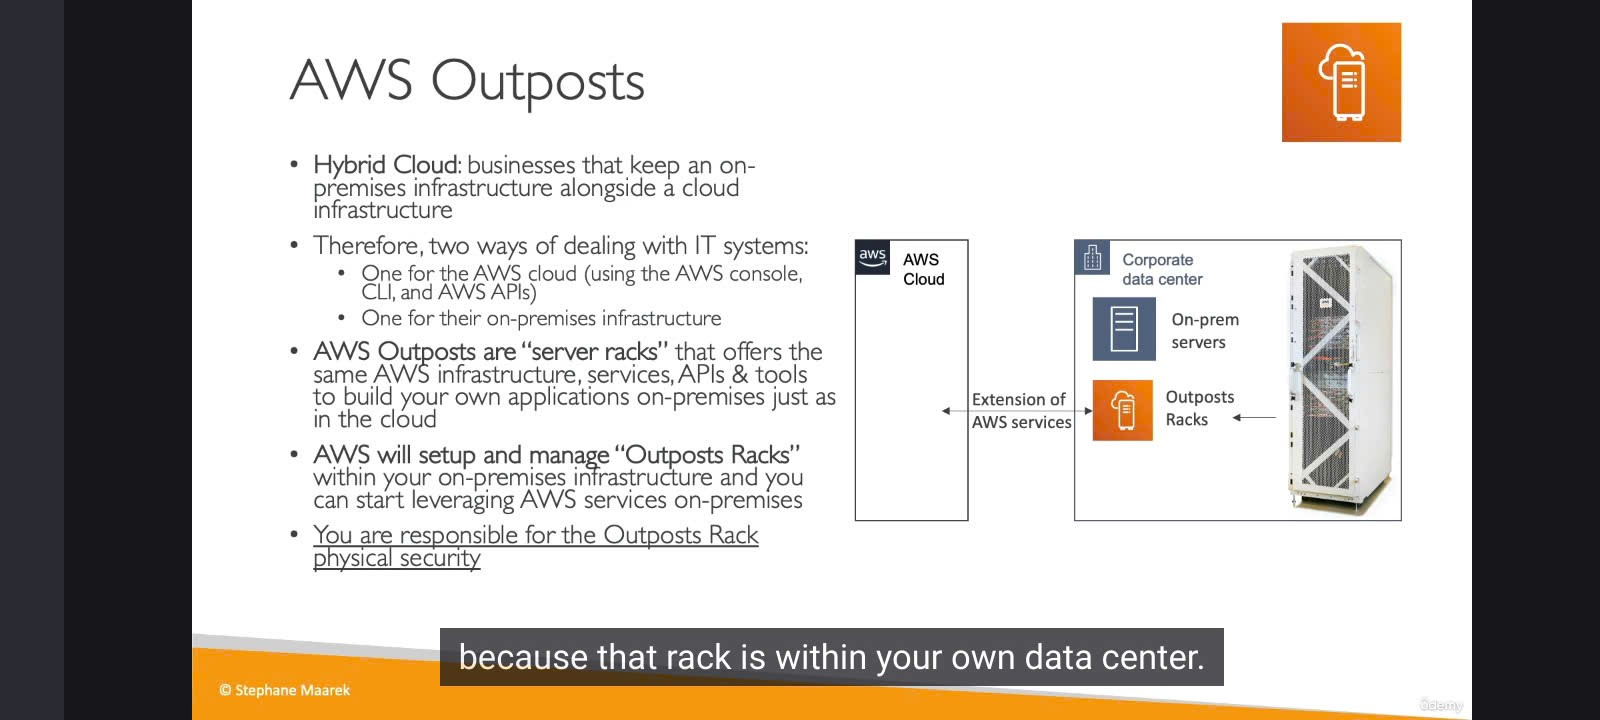 AWS Outposts
• Hybrid Cloud: businesses that keep an on-
premises infrastructure alongside a cloud
infrastructure
• Therefore, two ways of dealing with IT systems:
• One for the AWS cloud (using the AWS console,
CLI, and AWS APIs)
• One for their on-premises infrastructure
• AWS Outposts are “server racks” that offers the
same AWS infrastructure, services, APIs & tools
to build your own applications on-premises just as
in the cloud
• AWS will setup and manage “Outposts Racks”
within your on-premises infrastructure and you
can start leveraging AWS services on-premises
• You are responsible for the Outposts Rack
physical security
aws
AWS
Cloud
Extension of
AWS services
Corporate
data center
On-prem
servers
Outposts
Racks
because that rack is within your own data center.
© Stephane Maarek
ûdemy